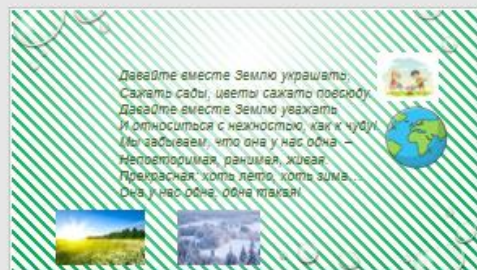 Давайте вместе Землю украшать,
Сажать сады, цветы сажать повсюду.
Давайте вместе Землю уважать
И относиться с нежностью, как к чуду!
Мы забываем, что она у нас одна –
Неповторимая, ранимая, живая.
Прекрасная: хоть лето, хоть зима…
Она у нас одна, одна такая!